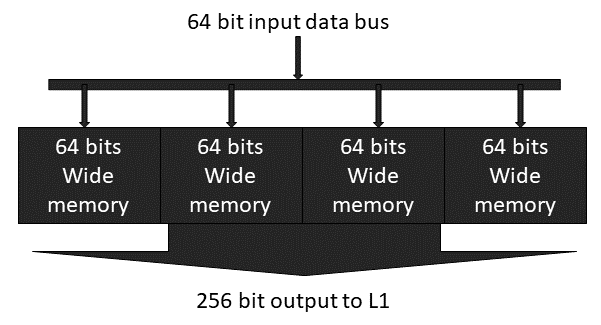 64 bit input data bus
64 bits 64 bits 64 bits 64 bits
Wide Wide Wide Wide
memory memory memory memory
256 bit output to L1